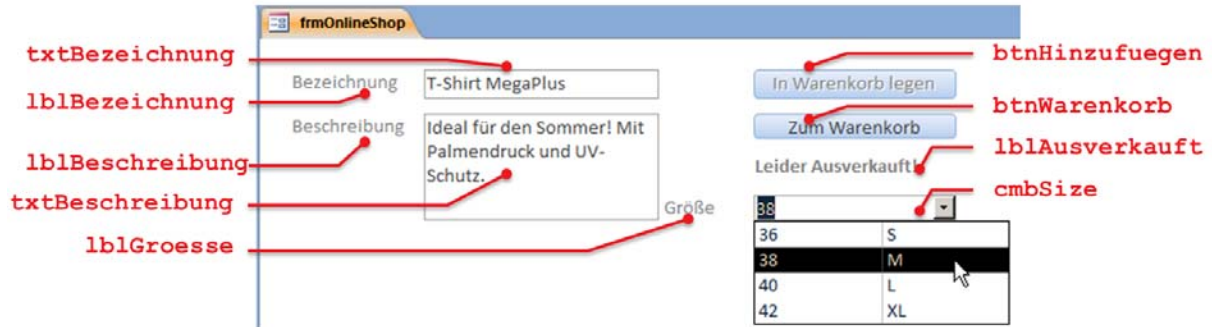 frmOnlineShop
txtBezeichnung
btnHinzufuegen
Bezeichnung
T-Shirt MegaPlus
In Warenkorb legen
lblBezeichnung
btnWarenkorb
Beschreibung
Ideal für den Sommer! Mit
Palmendruck und UV-
Schutz.
Zum Warenkorb
lblBeschreibung
lblAusverkauft
Leider Ausverkauft!
txtBeschreibung
cmbSize
Größe
38
lblGroesse
36 S
38 M
40 L
42 XL